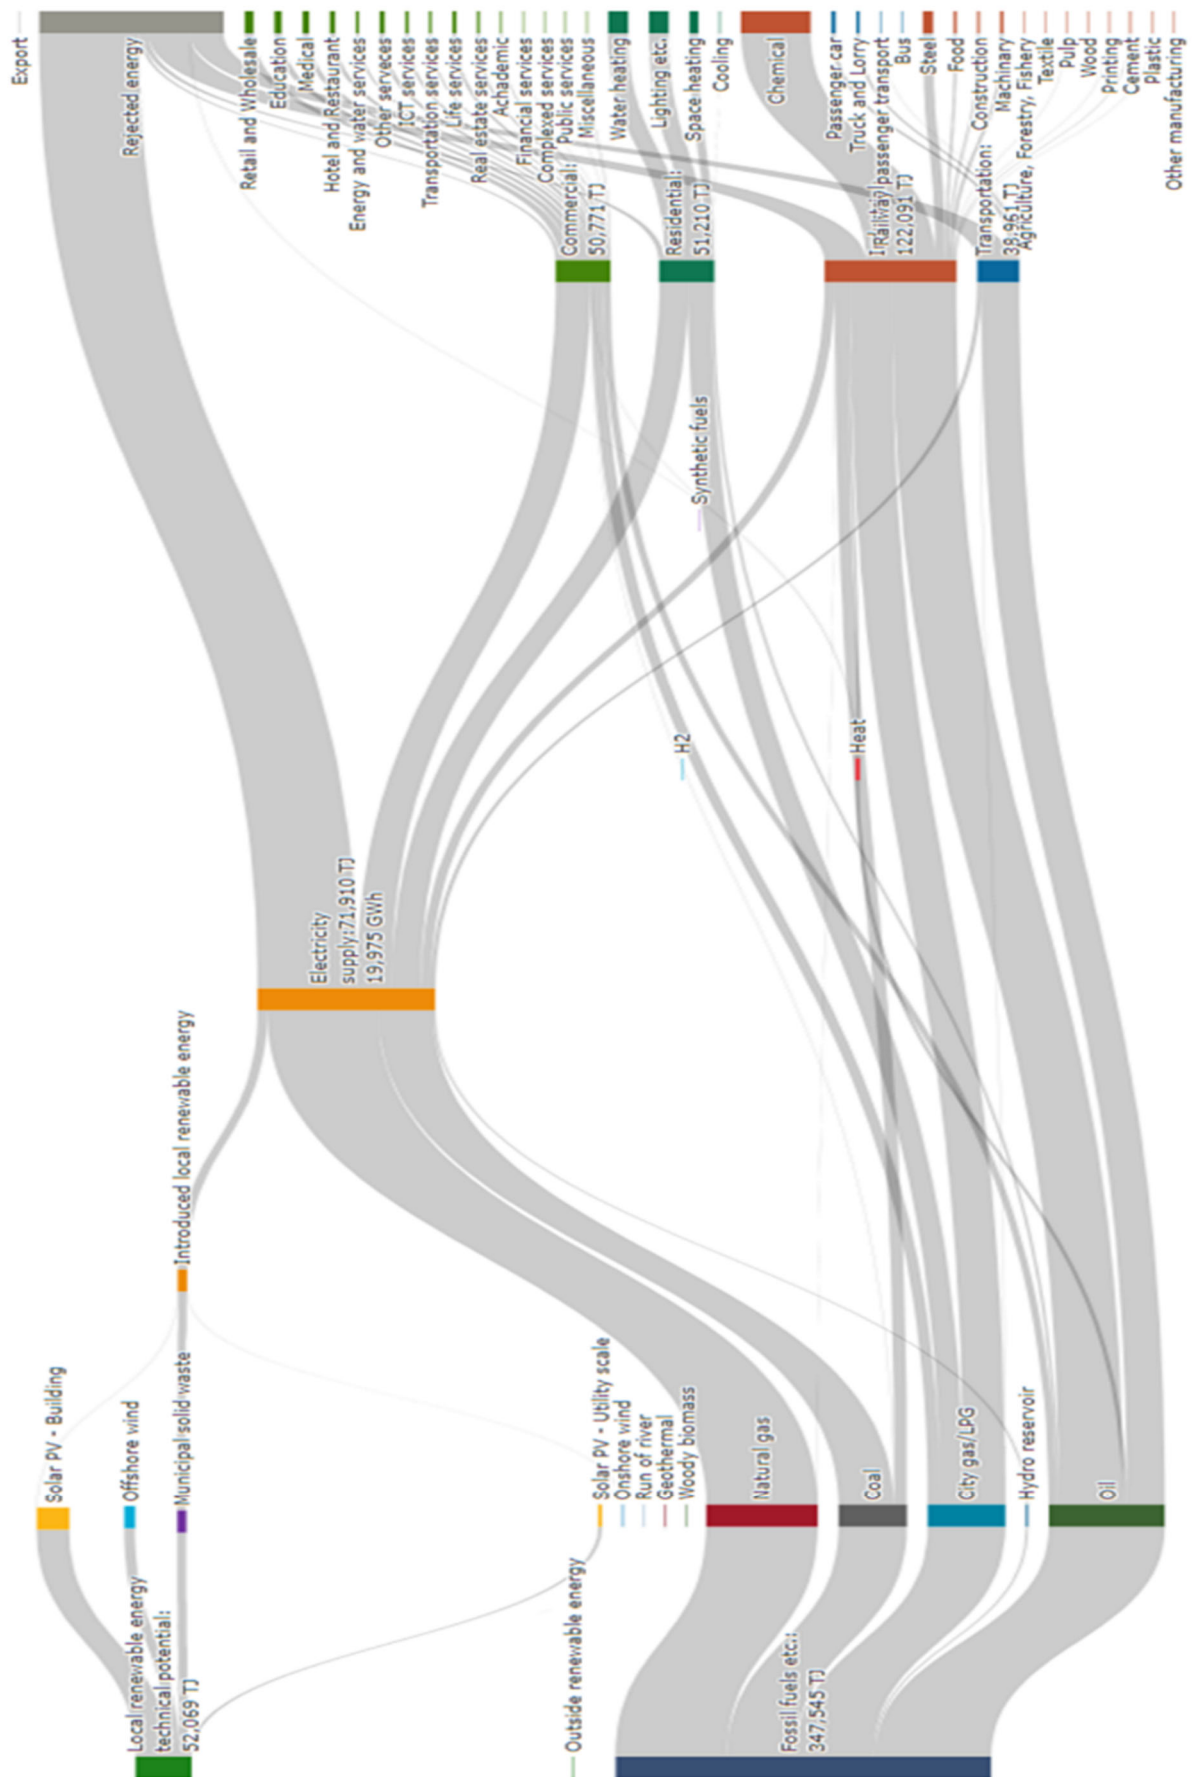 Local renewable energy
technical potential:
52,069 TJ
Outside renewable energy
Fossil fuels etc.:
347,545 TJ
Solar PV - Building
Offshore wind
Municipal solid waste
Solar PV - Utility scale
Onshore wind
Run of river
Geothermal
Woody biomass
Natural gas
Coal
City gas/LPG
Hydro reservoir
Oil
Introduced local renewable energy
Electricity
supply:71,910 TJ
19,975 GWh
H2
Heat
Synthetic fuels
Commercial:
50,771 TJ
Residential:
51,210 TJ
122,091 TJ
Transportation:
38,961 TJ
Export
Rejected energy
Retail and Wholesale
Education
Medical
Hotel and Restaurant
Energy and water services
Other serveces
ICT services
Transportation services
Life services
Real estate services
Achademic
Financial services
Complexed services
Public services
Miscellaneous
Water heating
Lighting etc.
Space heating
Cooling
Chemical
Passenger car
Truck and Lorry
Railway passenger transport
Bus
Steel
Food
Construction
Machinary
Agriculture, Forestry, Fishery
Textile
Pulp
Wood
Printing
Cement
Plastic
Other manufacturing